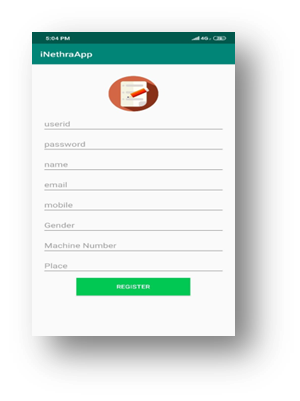 5:04 PM 4G
iNethraApp
userid
password
name
email
mobile
Gender
Machine Number
Place
REGISTER